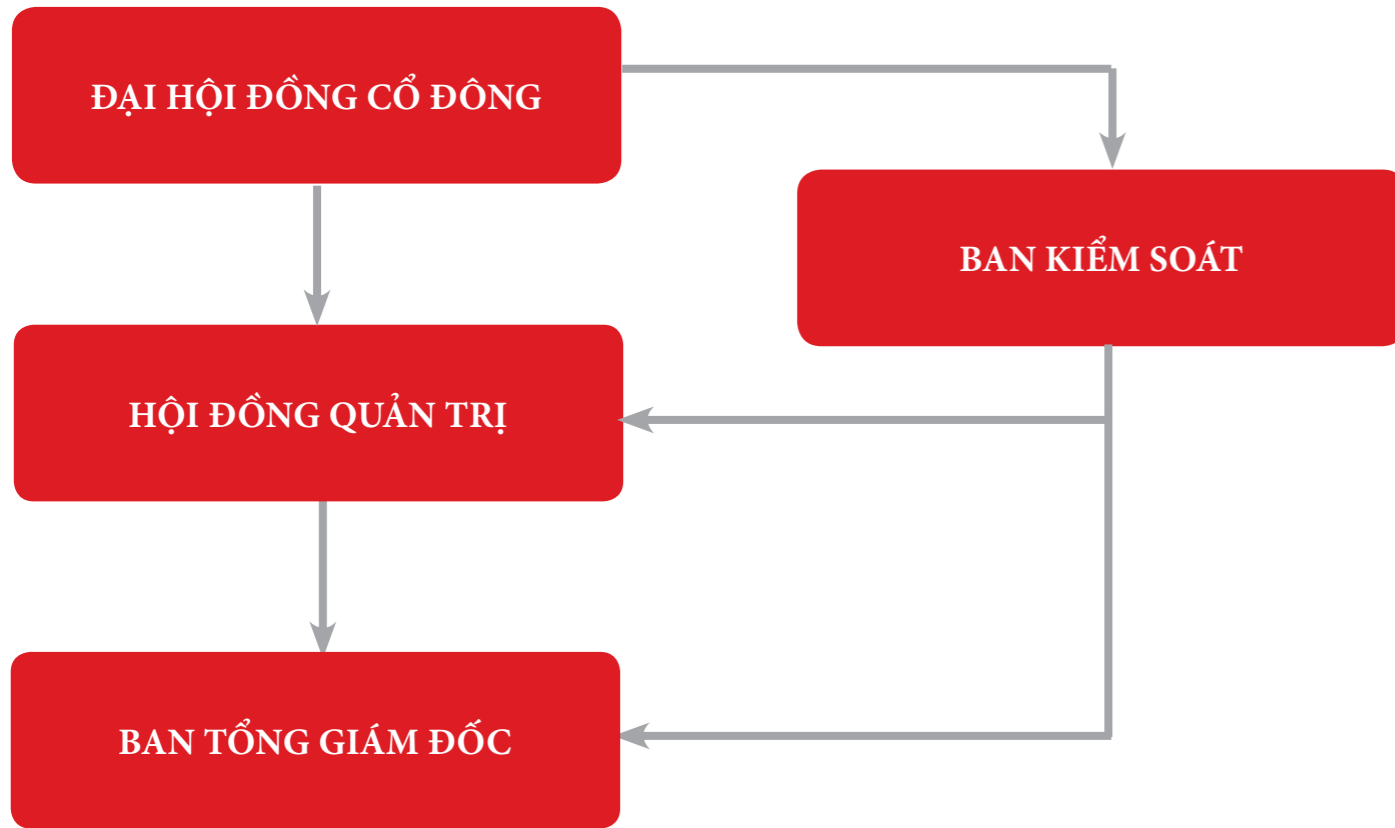 ĐẠI HỘI ĐỒNG CỔ ĐÔNG
BAN KIỂM SOÁT
HỘI ĐỒNG QUẢN TRỊ
BAN TỔNG GIÁM ĐỐC